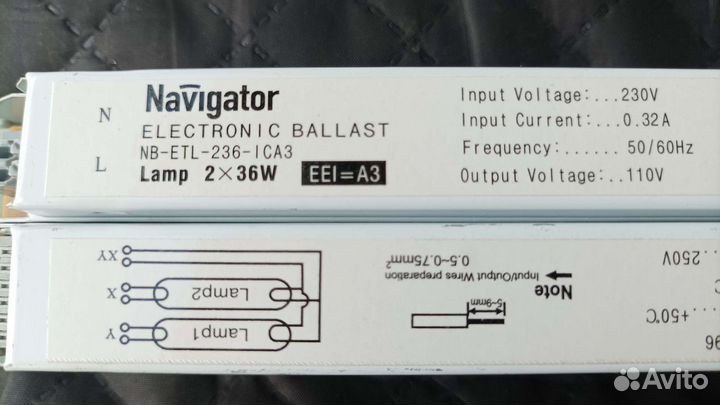 N
L
Navigator
ELECTRONIC BALLAST
NB-ETL-236-ICA3
Lamp 2×36W EEI=A3
Input Voltage:...230V
Input Current:...0.32A
Frequency:...... 50/60Hz
Output Voltage:..110V
Y
X
XY
Lamp1
Lamp2
5~9mm
Note
Input/Output Wires preparation
0.5~0.75mm²
96
...+50℃
C
...250V
Avito